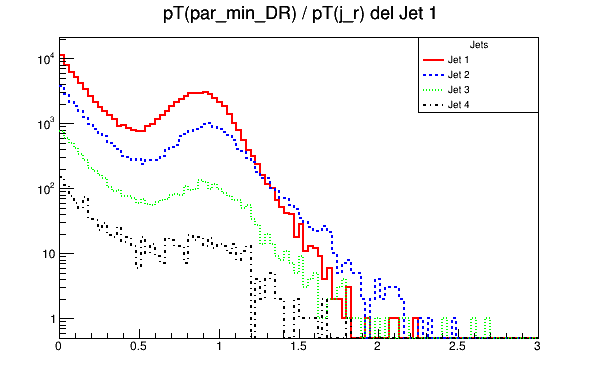 pT(par_min_DR) / pT(j_r) del Jet 1
Jets
Jet 1
Jet 2
Jet 3
Jet 4
10⁴
10³
10²
10
1
0 0.5 1 1.5 2 2.5 3